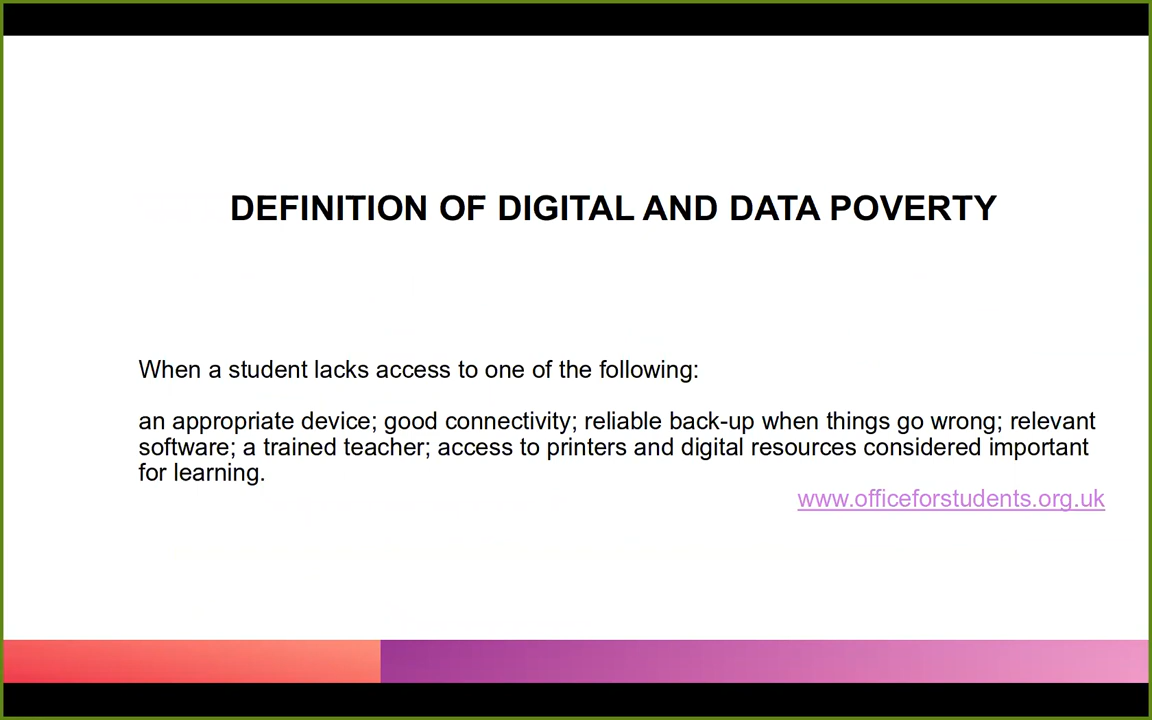 DEFINITION OF DIGITAL AND DATA POVERTY
When a student lacks access to one of the following:
an appropriate device; good connectivity; reliable back-up when things go wrong; relevant
software; a trained teacher; access to printers and digital resources considered important
for learning.
www.officeforstudents.org.uk